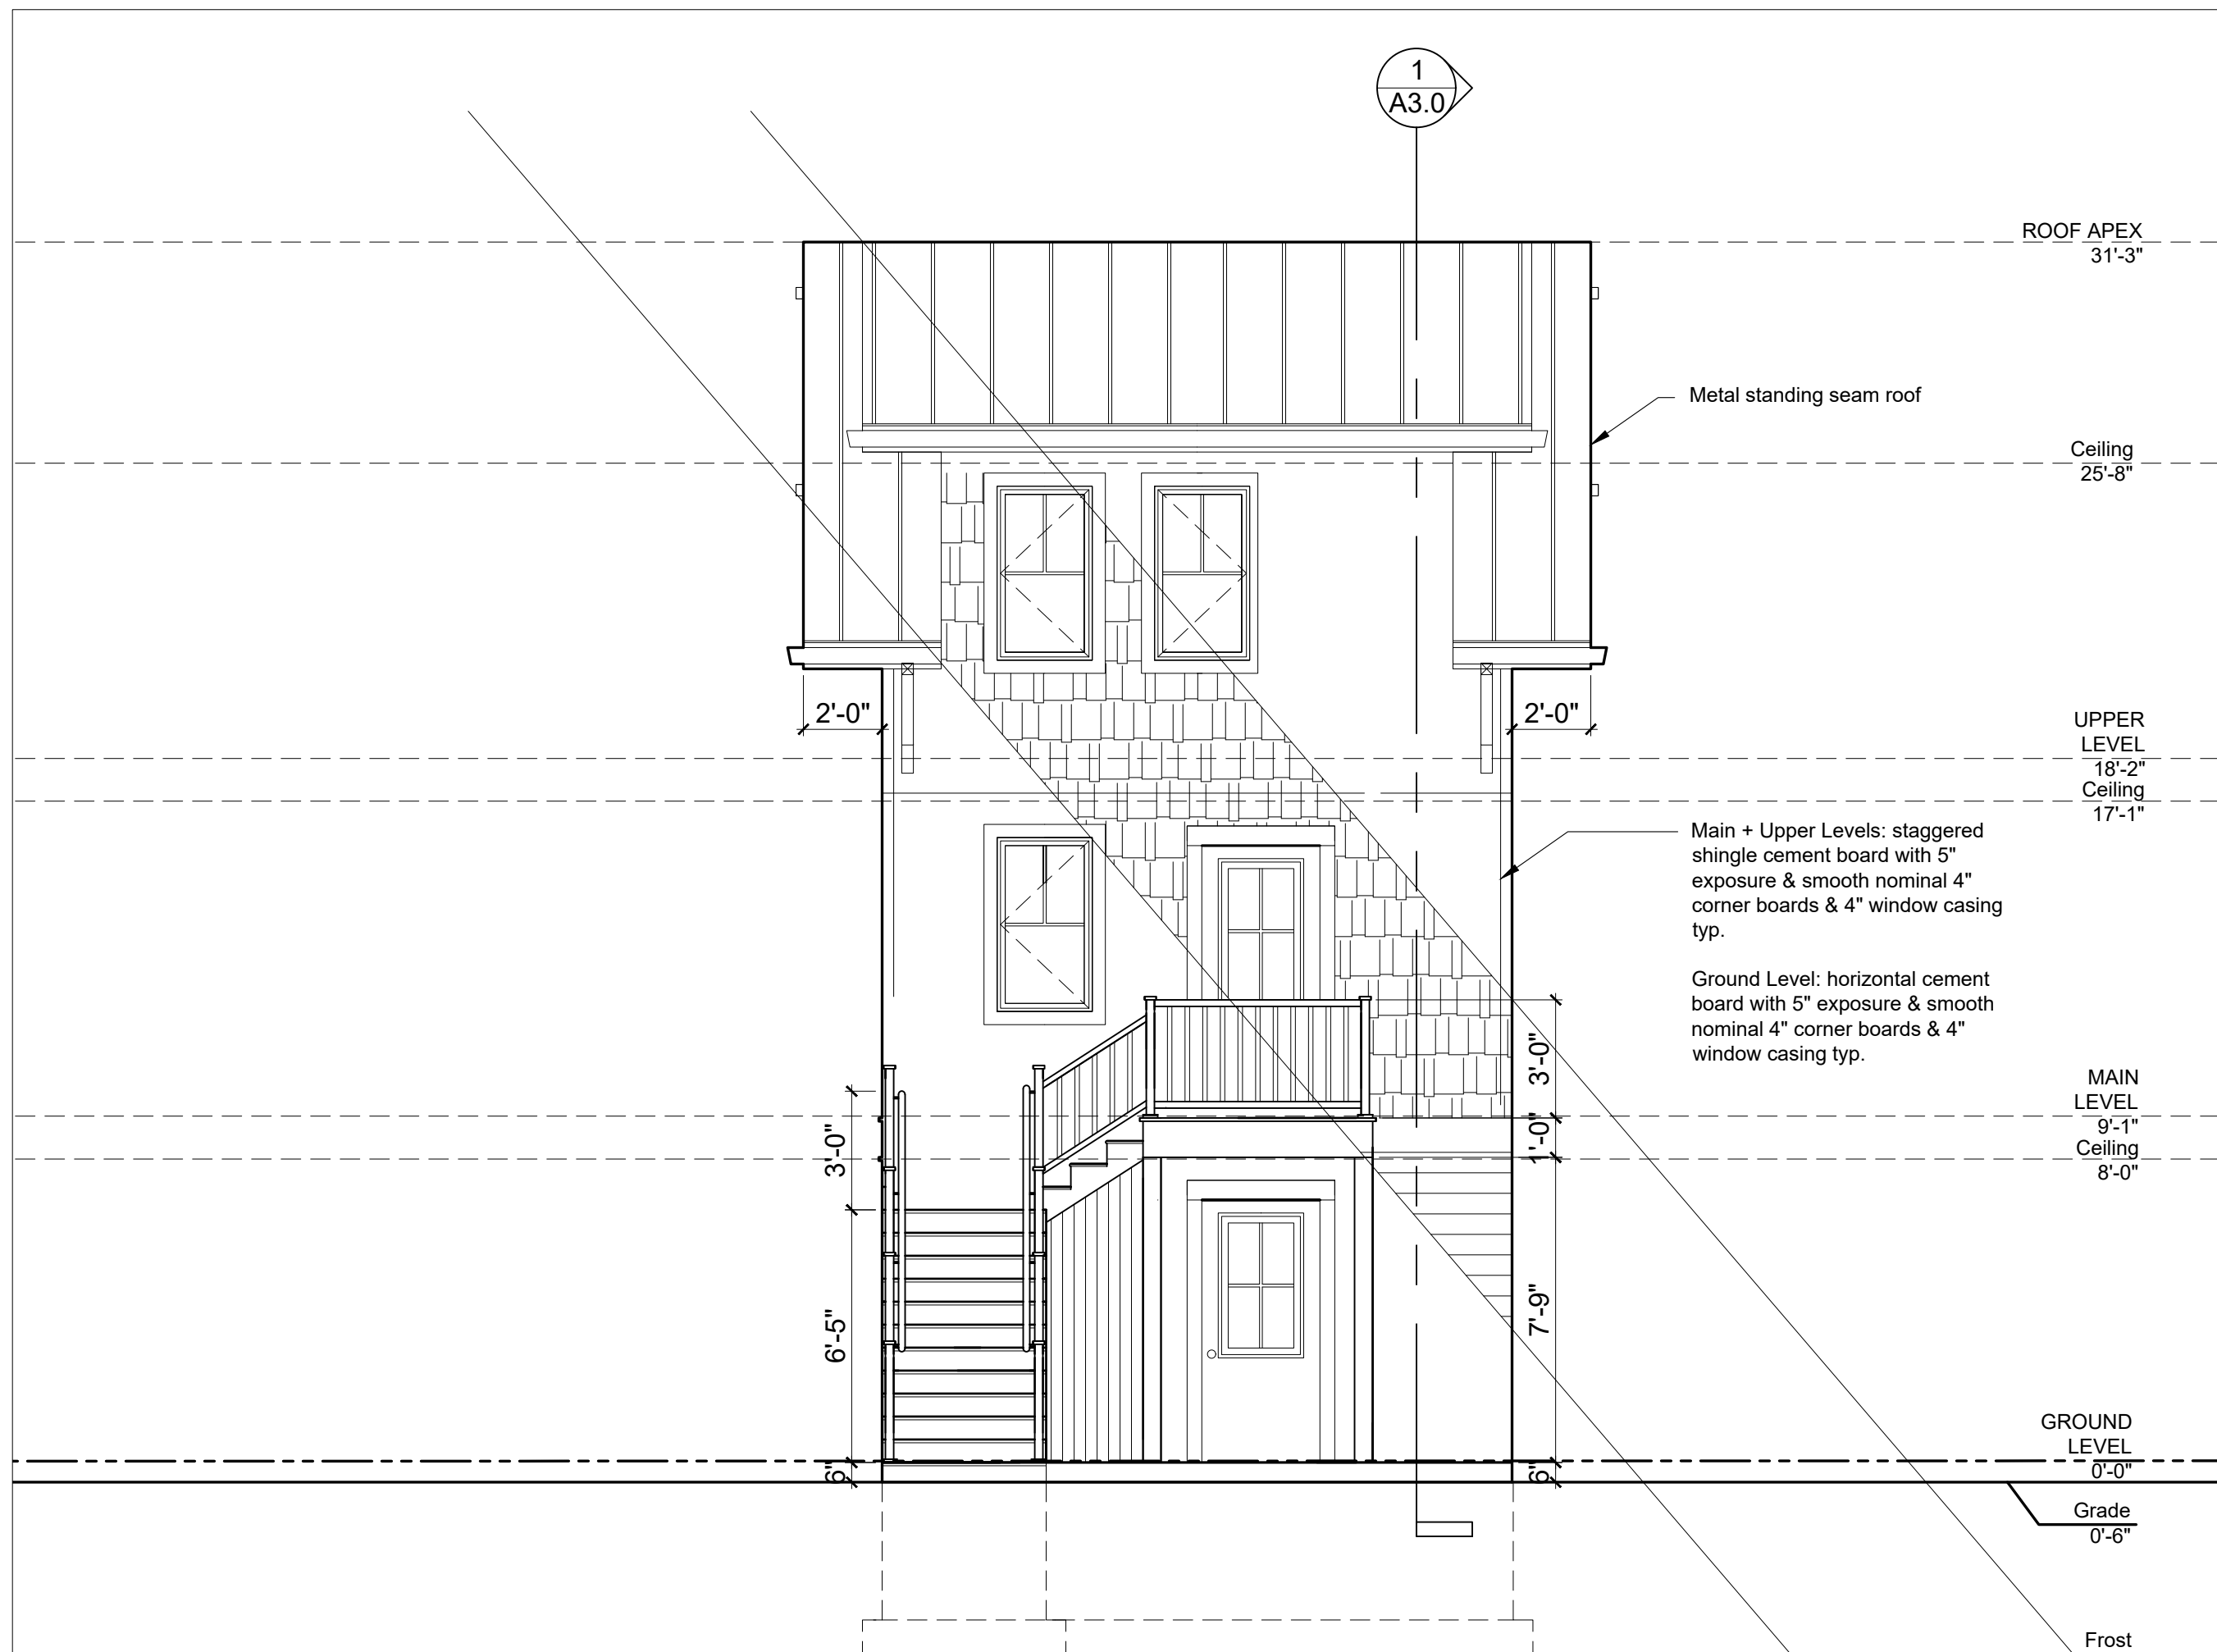 1
A3.0
ROOF APEX
31'-3"
Metal standing seam roof
Ceiling
25'-8"
2'-0"
2'-0"
UPPER
LEVEL
18'-2"
Ceiling
17'-1"
Main + Upper Levels: staggered
shingle cement board with 5"
exposure & smooth nominal 4"
corner boards & 4" window casing
typ.
Ground Level: horizontal cement
board with 5" exposure & smooth
nominal 4" corner boards & 4"
window casing typ.
3'-0"
MAIN
LEVEL
9'-1"
Ceiling
8'-0"
3'-0"
1'-0"
6'-5"
7'-9"
GROUND
LEVEL
0'-0"
6"
6"
Grade
0'-6"
Frost